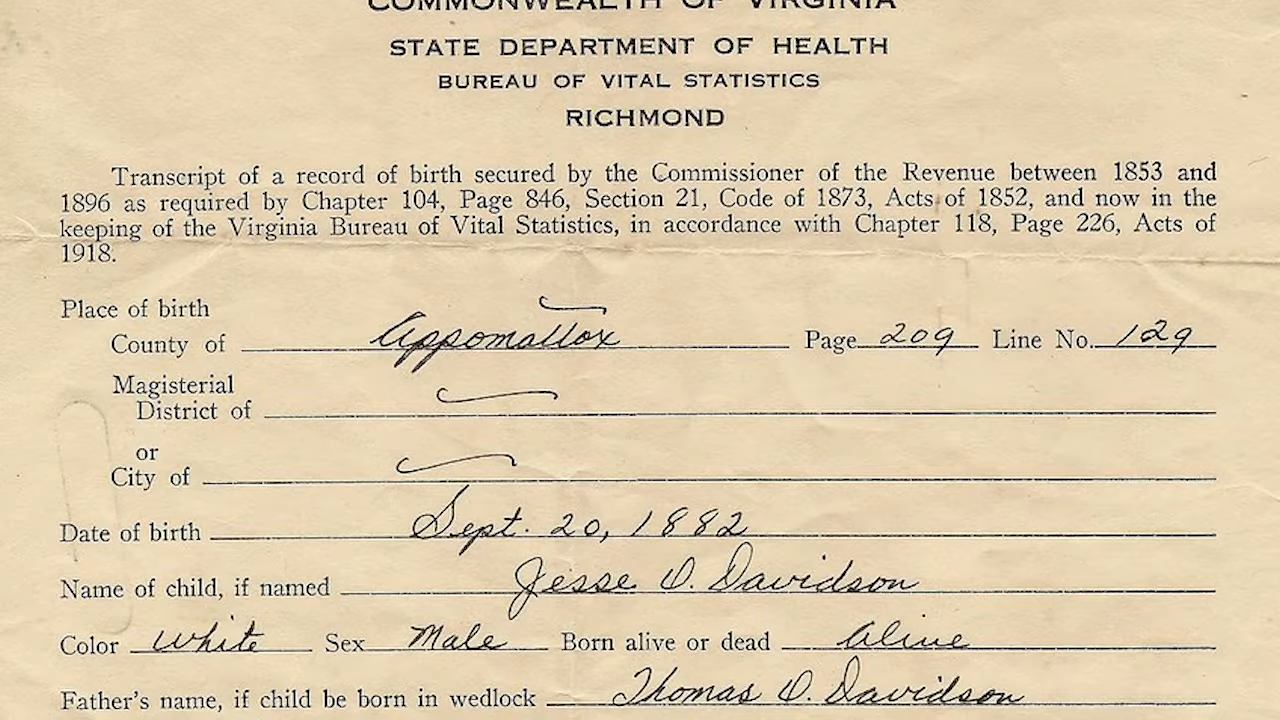 COMMONWEALTH OF VIRGINIA
STATE DEPARTMENT OF HEALTH
BUREAU OF VITAL STATISTICS
RICHMOND
Transcript of a record of birth secured by the Commissioner of the Revenue between 1853 and
1896 as required by Chapter 104, Page 846, Section 21, Code of 1873, Acts of 1852, and now in the
keeping of the Virginia Bureau of Vital Statistics, in accordance with Chapter 118, Page 226, Acts of
1918.
Place of birth
County of Appomattox Page 209 Line No. 129
Magisterial
District of
or
City of
Date of birth Sept. 20, 1882
Name of child, if named Jesse D. Davidson
Color White Sex Male Born alive or dead Alive
Father's name, if child be born in wedlock Thomas D. Davidson